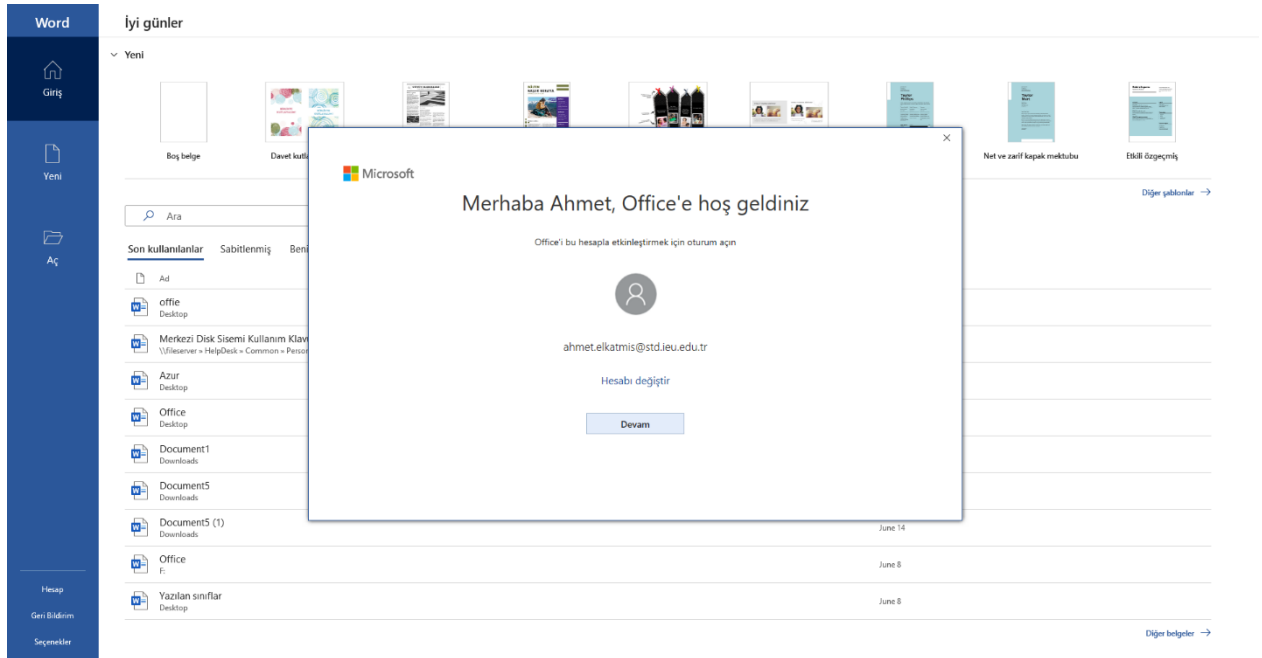 Word
İyi günler
Yeni
Giriş
Yeni
Aç
Boş belge
Davet kutla
Net ve zarif kapak mektubu
Etkili özgeçmiş
Diğer şablonlar
Ara
Son kullanılanlar Sabitlenmiş Beni
Ad
offie
Desktop
Merkezi Disk Sisemi Kullanım Klav
\\fileserver » HelpDesk » Common » Person
Azur
Desktop
Office
Desktop
Document1
Downloads
Document5
Downloads
Document5 (1)
Downloads
June 14
Office
F:
June 8
Yazılan sınıflar
Desktop
June 8
Diğer belgeler
Hesap
Geri Bildirim
Seçenekler
Microsoft
Merhaba Ahmet, Office'e hoş geldiniz
Office'i bu hesapla etkinleştirmek için oturum açın
ahmet.elkatmis@std.ieu.edu.tr
Hesabı değiştir
Devam